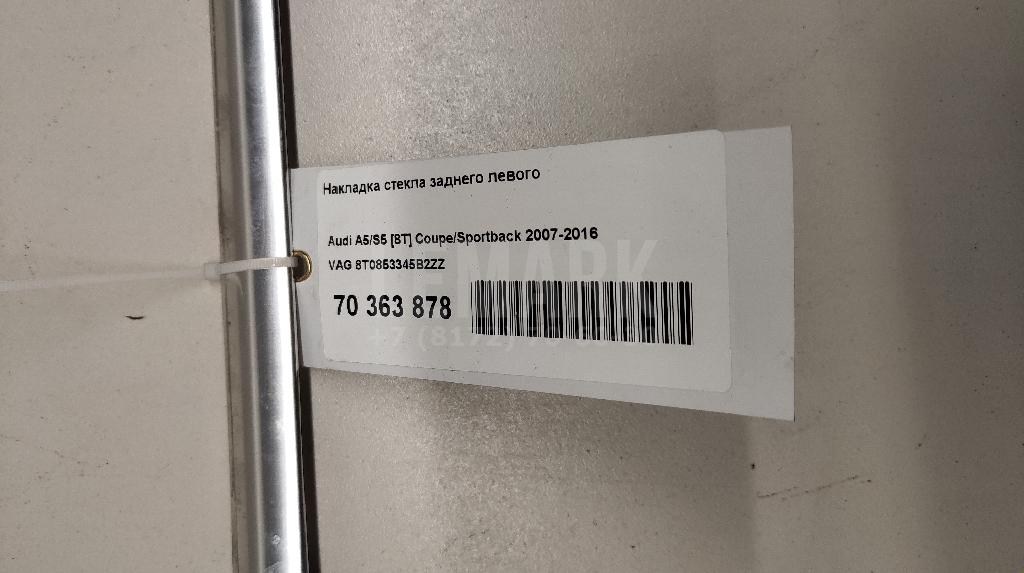 Накладка стекла заднего левого
Audi A5/S5 [8T] Coupe/Sportback 2007-2016
VAG 8T0853345B2ZZ
70 363 878